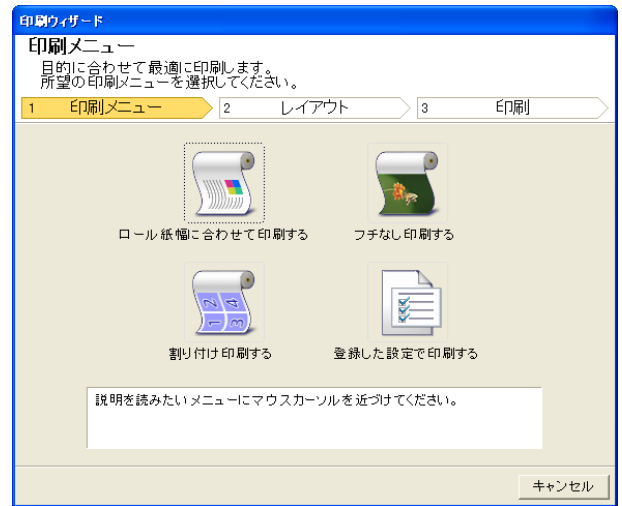 印刷ウィザード
印刷メニュー
目的に合わせて最適に印刷します。
所望の印刷メニューを選択してください。
1 印刷メニュー 2 レイアウト 3 印刷
ロール紙幅に合わせて印刷する フチなし印刷する
1 2 3 4
割り付け印刷する 登録した設定で印刷する
説明を読みたいメニューにマウスカーソルを近づけてください。
キャンセル